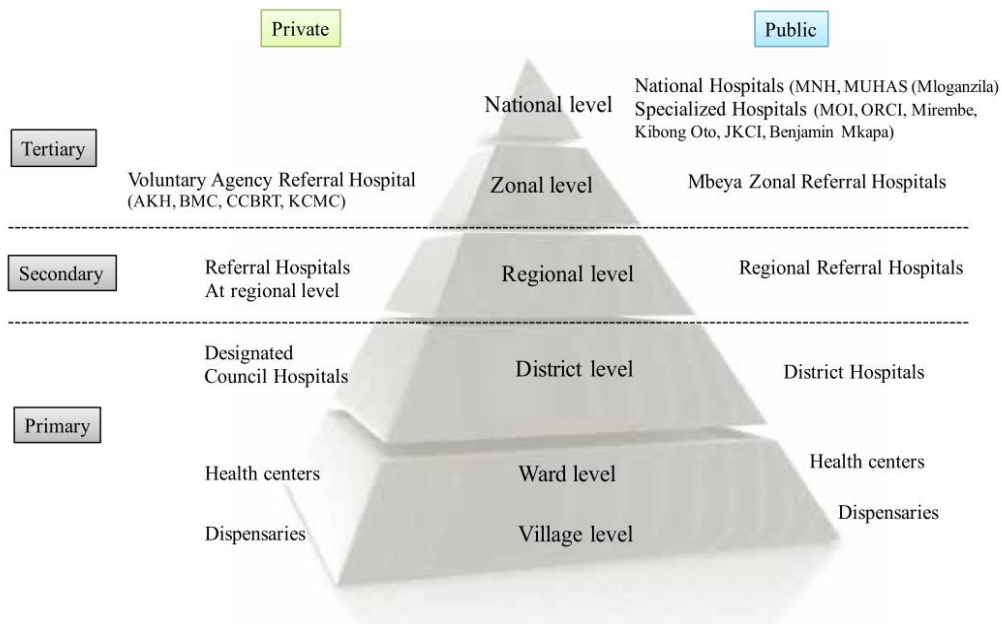 Private
Public
National level
National Hospitals (MNH, MUHAS (Mloganzila)
Specialized Hospitals (MOI, ORCI, Mirembe,
Kibong Oto, JKCI, Benjamin Mkapa)
Tertiary
Voluntary Agency Referral Hospital
(AKH, BMC, CCBRT, KCMC)
Zonal level
Mbeya Zonal Referral Hospitals
Secondary
Referral Hospitals
At regional level
Regional level
Regional Referral Hospitals
Designated
Council Hospitals
District level
District Hospitals
Primary
Health centers
Ward level
Health centers
Dispensaries
Village level
Dispensaries